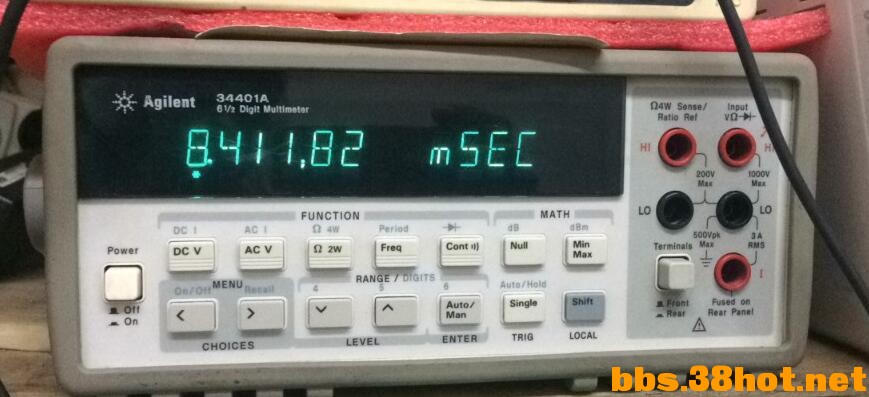 Agilent 34401A
6½ Digit Multimeter
8.411,82 mSEC
Power
Off
On
FUNCTION
MATH
DC I
AC I
Ω 4W
Period
dB
dBm
DC V
AC V
Ω 2W
Freq
Cont
Null
Min Max
MENU
RANGE / DIGITS
On/Off
Recall
4
5
6
Auto/Hold
<
>
Auto/ Man
Single
Shift
CHOICES
LEVEL
ENTER
TRIG
LOCAL
Ω4W Sense/ Ratio Ref
Input VΩ
HI
HI
200V Max
1000V Max
LO
LO
500Vpk Max
3 A RMS
I
Terminals
Front
Rear
Fused on Rear Panel
bbs.38hot.net